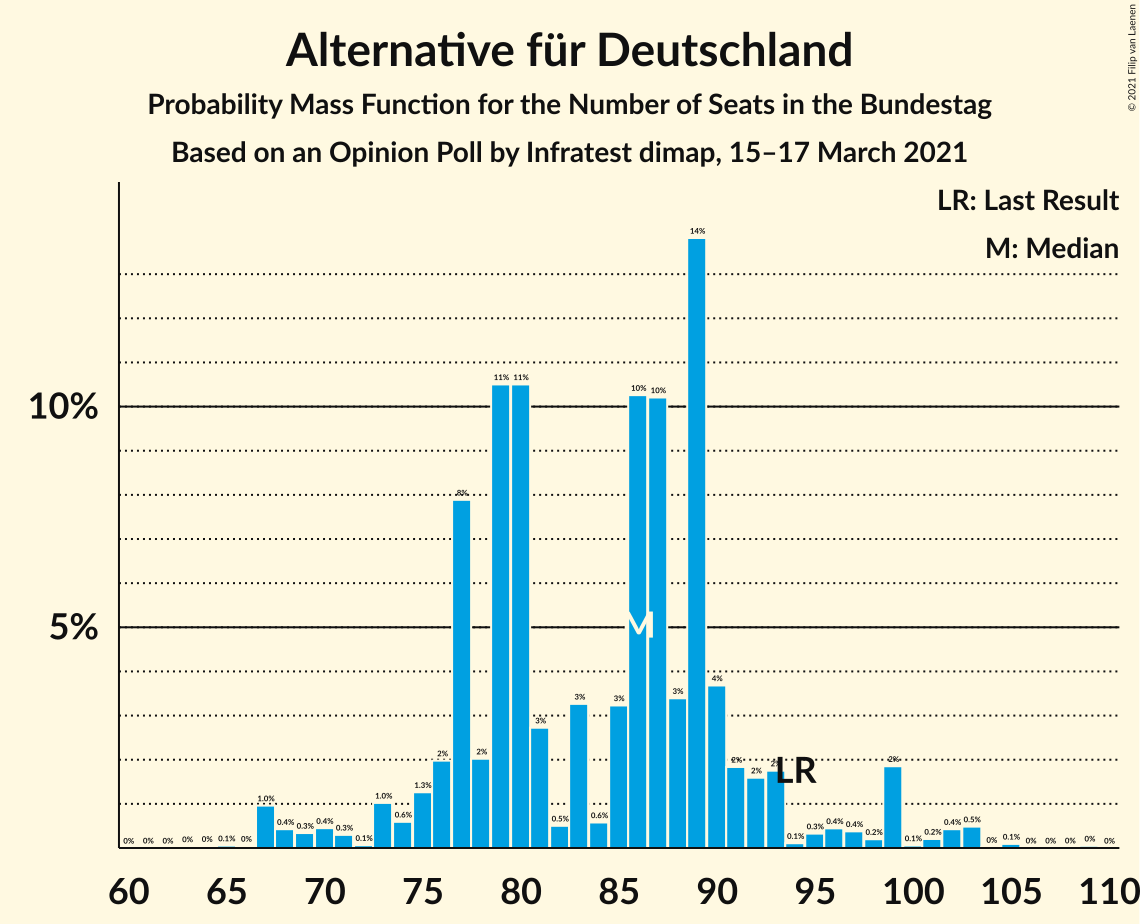 Alternative für Deutschland
Probability Mass Function for the Number of Seats in the Bundestag
Based on an Opinion Poll by Infratest dimap, 15–17 March 2021
© 2021 Filip van Laenen
LR: Last Result
M: Median
10%
5%
0% 0% 0% 0% 0% 0.1% 0% 1.0% 0.4% 0.3% 0.4% 0.3% 0.1% 1.0% 0.6% 1.3% 2% 8% 2% 11% 11% 3% 0.5% 3% 0.6% 3% 10% 10% 3% 14% 4% 2% 2% 2% 0.1% 0.3% 0.4% 0.4% 0.2% 2% 0.1% 0.2% 0.4% 0.5% 0% 0.1% 0% 0% 0% 0% 0%
M
LR
60 65 70 75 80 85 90 95 100 105 110